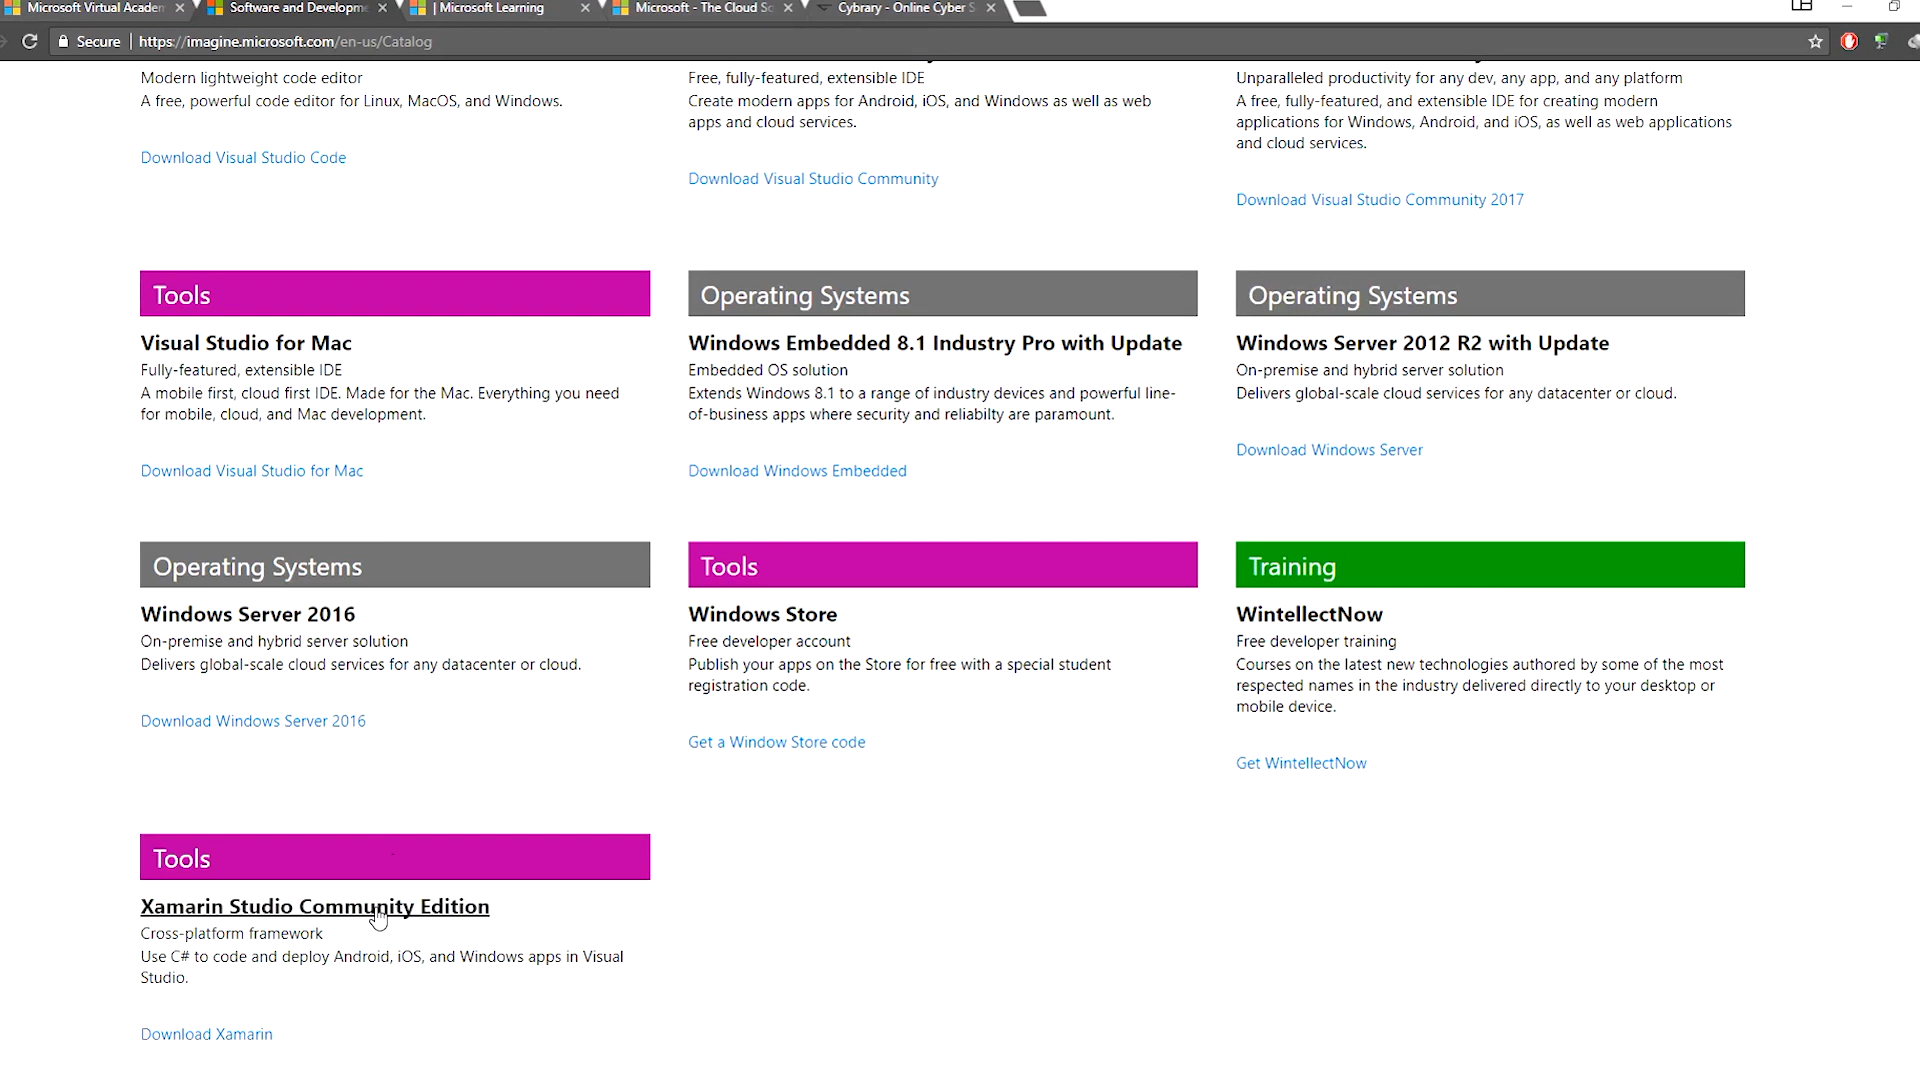 Microsoft Virtual Academ
Software and Developme
| Microsoft Learning
Microsoft - The Cloud So
Cybrary - Online Cyber S
Secure
https://imagine.microsoft.com/en-us/Catalog
Modern lightweight code editor
A free, powerful code editor for Linux, MacOS, and Windows.
Download Visual Studio Code
Free, fully-featured, extensible IDE
Create modern apps for Android, iOS, and Windows as well as web
apps and cloud services.
Download Visual Studio Community
Unparalleled productivity for any dev, any app, and any platform
A free, fully-featured, and extensible IDE for creating modern
applications for Windows, Android, and iOS, as well as web applications
and cloud services.
Download Visual Studio Community 2017
Tools
Visual Studio for Mac
Fully-featured, extensible IDE
A mobile first, cloud first IDE. Made for the Mac. Everything you need
for mobile, cloud, and Mac development.
Download Visual Studio for Mac
Operating Systems
Windows Embedded 8.1 Industry Pro with Update
Embedded OS solution
Extends Windows 8.1 to a range of industry devices and powerful line-
of-business apps where security and reliabilty are paramount.
Download Windows Embedded
Operating Systems
Windows Server 2012 R2 with Update
On-premise and hybrid server solution
Delivers global-scale cloud services for any datacenter or cloud.
Download Windows Server
Operating Systems
Windows Server 2016
On-premise and hybrid server solution
Delivers global-scale cloud services for any datacenter or cloud.
Download Windows Server 2016
Tools
Windows Store
Free developer account
Publish your apps on the Store for free with a special student
registration code.
Get a Window Store code
Training
WintellectNow
Free developer training
Courses on the latest new technologies authored by some of the most
respected names in the industry delivered directly to your desktop or
mobile device.
Get WintellectNow
Tools
Xamarin Studio Community Edition
Cross-platform framework
Use C# to code and deploy Android, iOS, and Windows apps in Visual
Studio.
Download Xamarin